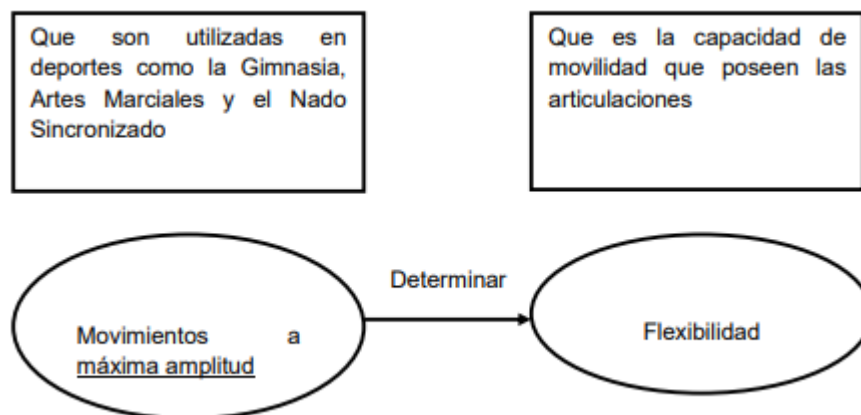 Que son utilizadas en
deportes como la Gimnasia,
Artes Marciales y el Nado
Sincronizado
Que es la capacidad de
movilidad que poseen las
articulaciones
Determinar
Movimientos a
máxima amplitud
Flexibilidad